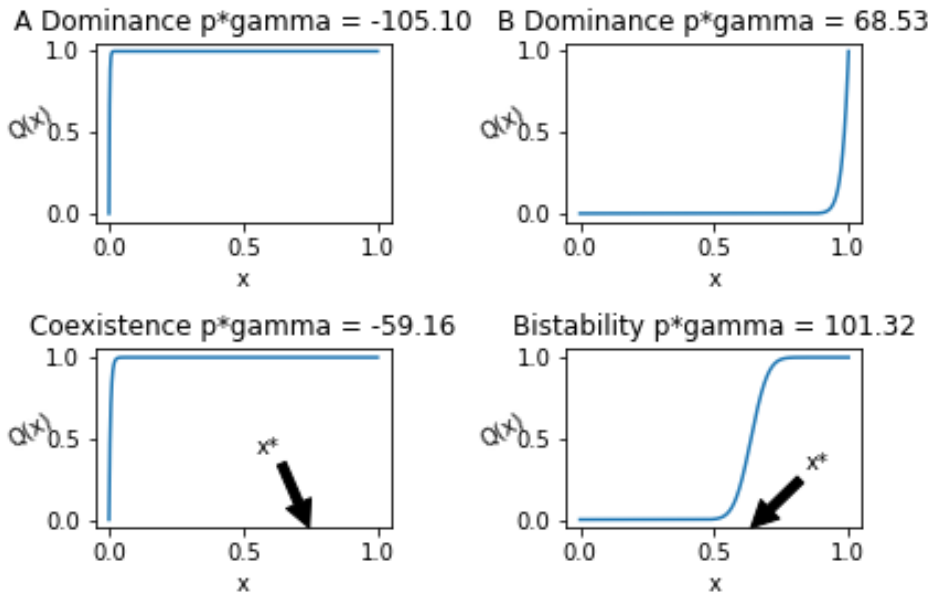 A Dominance p*gamma = -105.10
1.0
Q(x)
0.5
0.0
0.0 0.5 1.0
x
B Dominance p*gamma = 68.53
1.0
Q(x)
0.5
0.0
0.0 0.5 1.0
x
Coexistence p*gamma = -59.16
1.0
Q(x)
0.5
x*
0.0
0.0 0.5 1.0
x
Bistability p*gamma = 101.32
1.0
Q(x)
0.5
x*
0.0
0.0 0.5 1.0
x